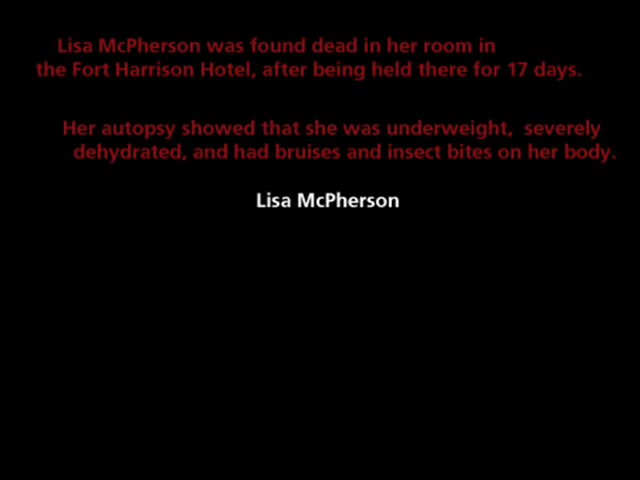 Lisa McPherson was found dead in her room in
the Fort Harrison Hotel, after being held there for 17 days.
Her autopsy showed that she was underweight, severely
dehydrated, and had bruises and insect bites on her body.
Lisa McPherson